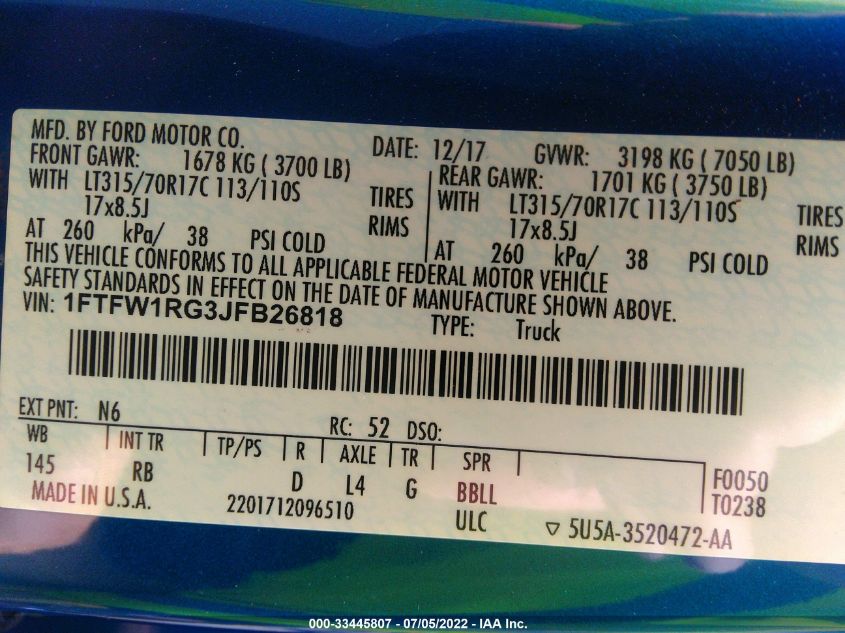 MFD. BY FORD MOTOR CO.
DATE: 12/17 GVWR: 3198 KG ( 7050 LB)
FRONT GAWR: 1678 KG ( 3700 LB)
WITH LT315/70R17C 113/110S TIRES
17x8.5J RIMS
AT 260 kPa/ 38 PSI COLD
REAR GAWR: 1701 KG ( 3750 LB)
WITH LT315/70R17C 113/110S TIRES
17x8.5J RIMS
AT 260 kPa/ 38 PSI COLD
THIS VEHICLE CONFORMS TO ALL APPLICABLE FEDERAL MOTOR VEHICLE
SAFETY STANDARDS IN EFFECT ON THE DATE OF MANUFACTURE SHOWN ABOVE.
VIN: 1FTFW1RG3JFB26818 TYPE: Truck
EXT PNT: N6 RC: 52 DSO:
WB INT TR TP/PS R AXLE TR SPR
145 RB D L4 G BBLL
F0050
T0238
MADE IN U.S.A. 2201712096510 ULC ▽ 5U5A-3520472-AA
000-33445807 - 07/05/2022 - IAA Inc.